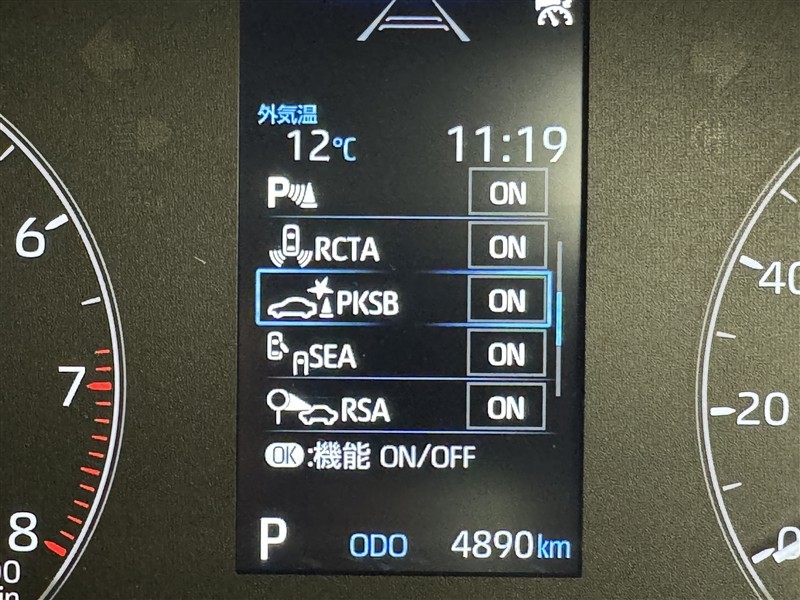 外気温
12℃ 11:19
P ON
RCTA ON
PKSB ON
SEA ON
RSA ON
OK:機能 ON/OFF
P ODO 4890km
6
7
8
40
20
0